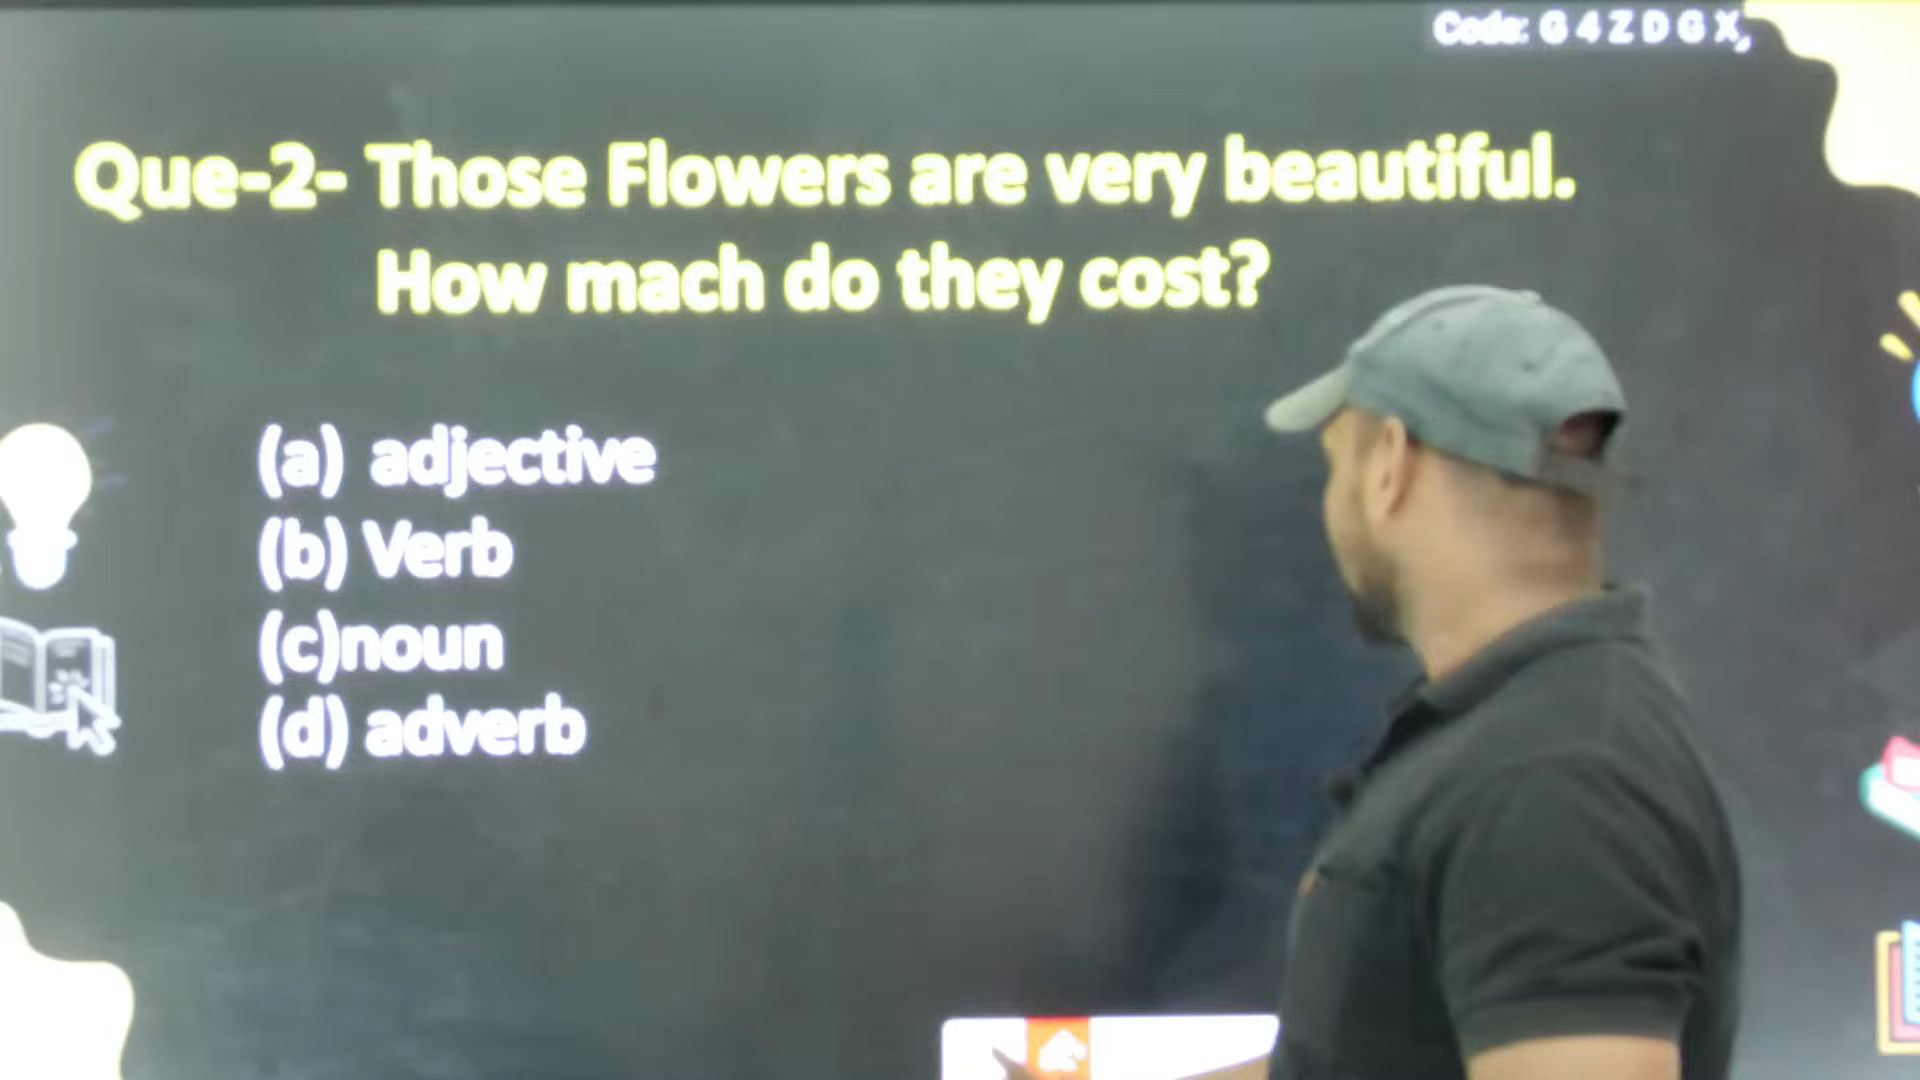 Code: G 4 Z D G X,
Que-2- Those Flowers are very beautiful.
How mach do they cost?
(a) adjective
(b) Verb
(c)noun
(d) adverb